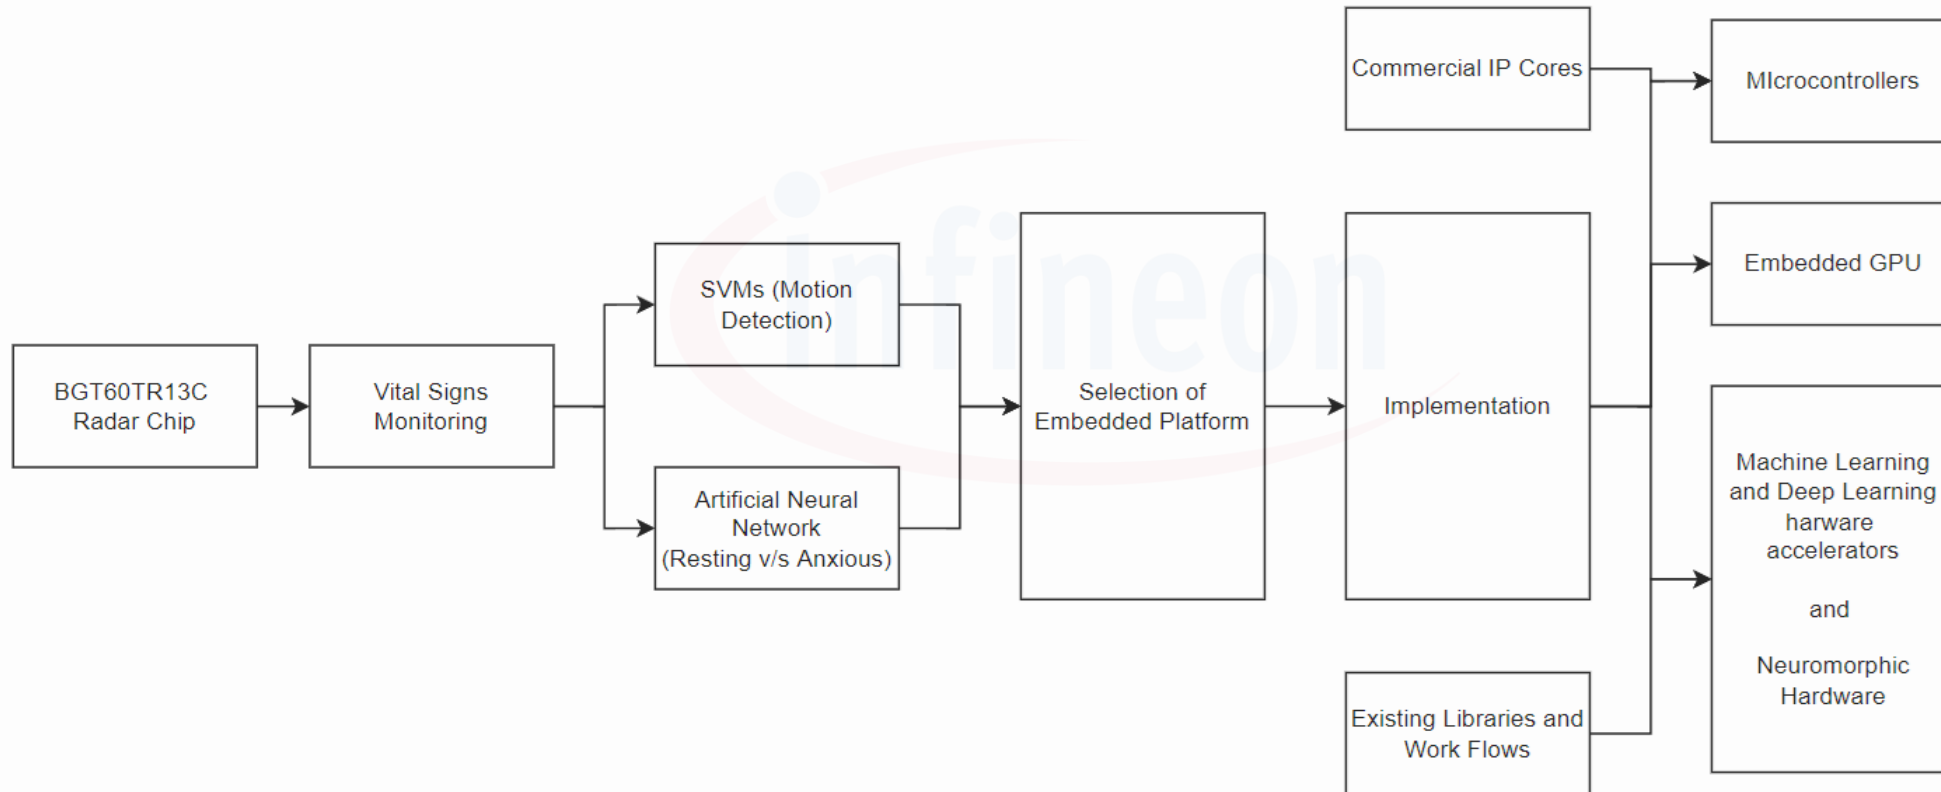 BGT60TR13C
Radar Chip
Vital Signs
Monitoring
SVMs (Motion
Detection)
Artificial Neural
Network
(Resting v/s Anxious)
Selection of
Embedded Platform
Commercial IP Cores
Implementation
Existing Libraries and
Work Flows
MIcrocontrollers
Embedded GPU
Machine Learning
and Deep Learning
harware
accelerators
and
Neuromorphic
Hardware
infineon